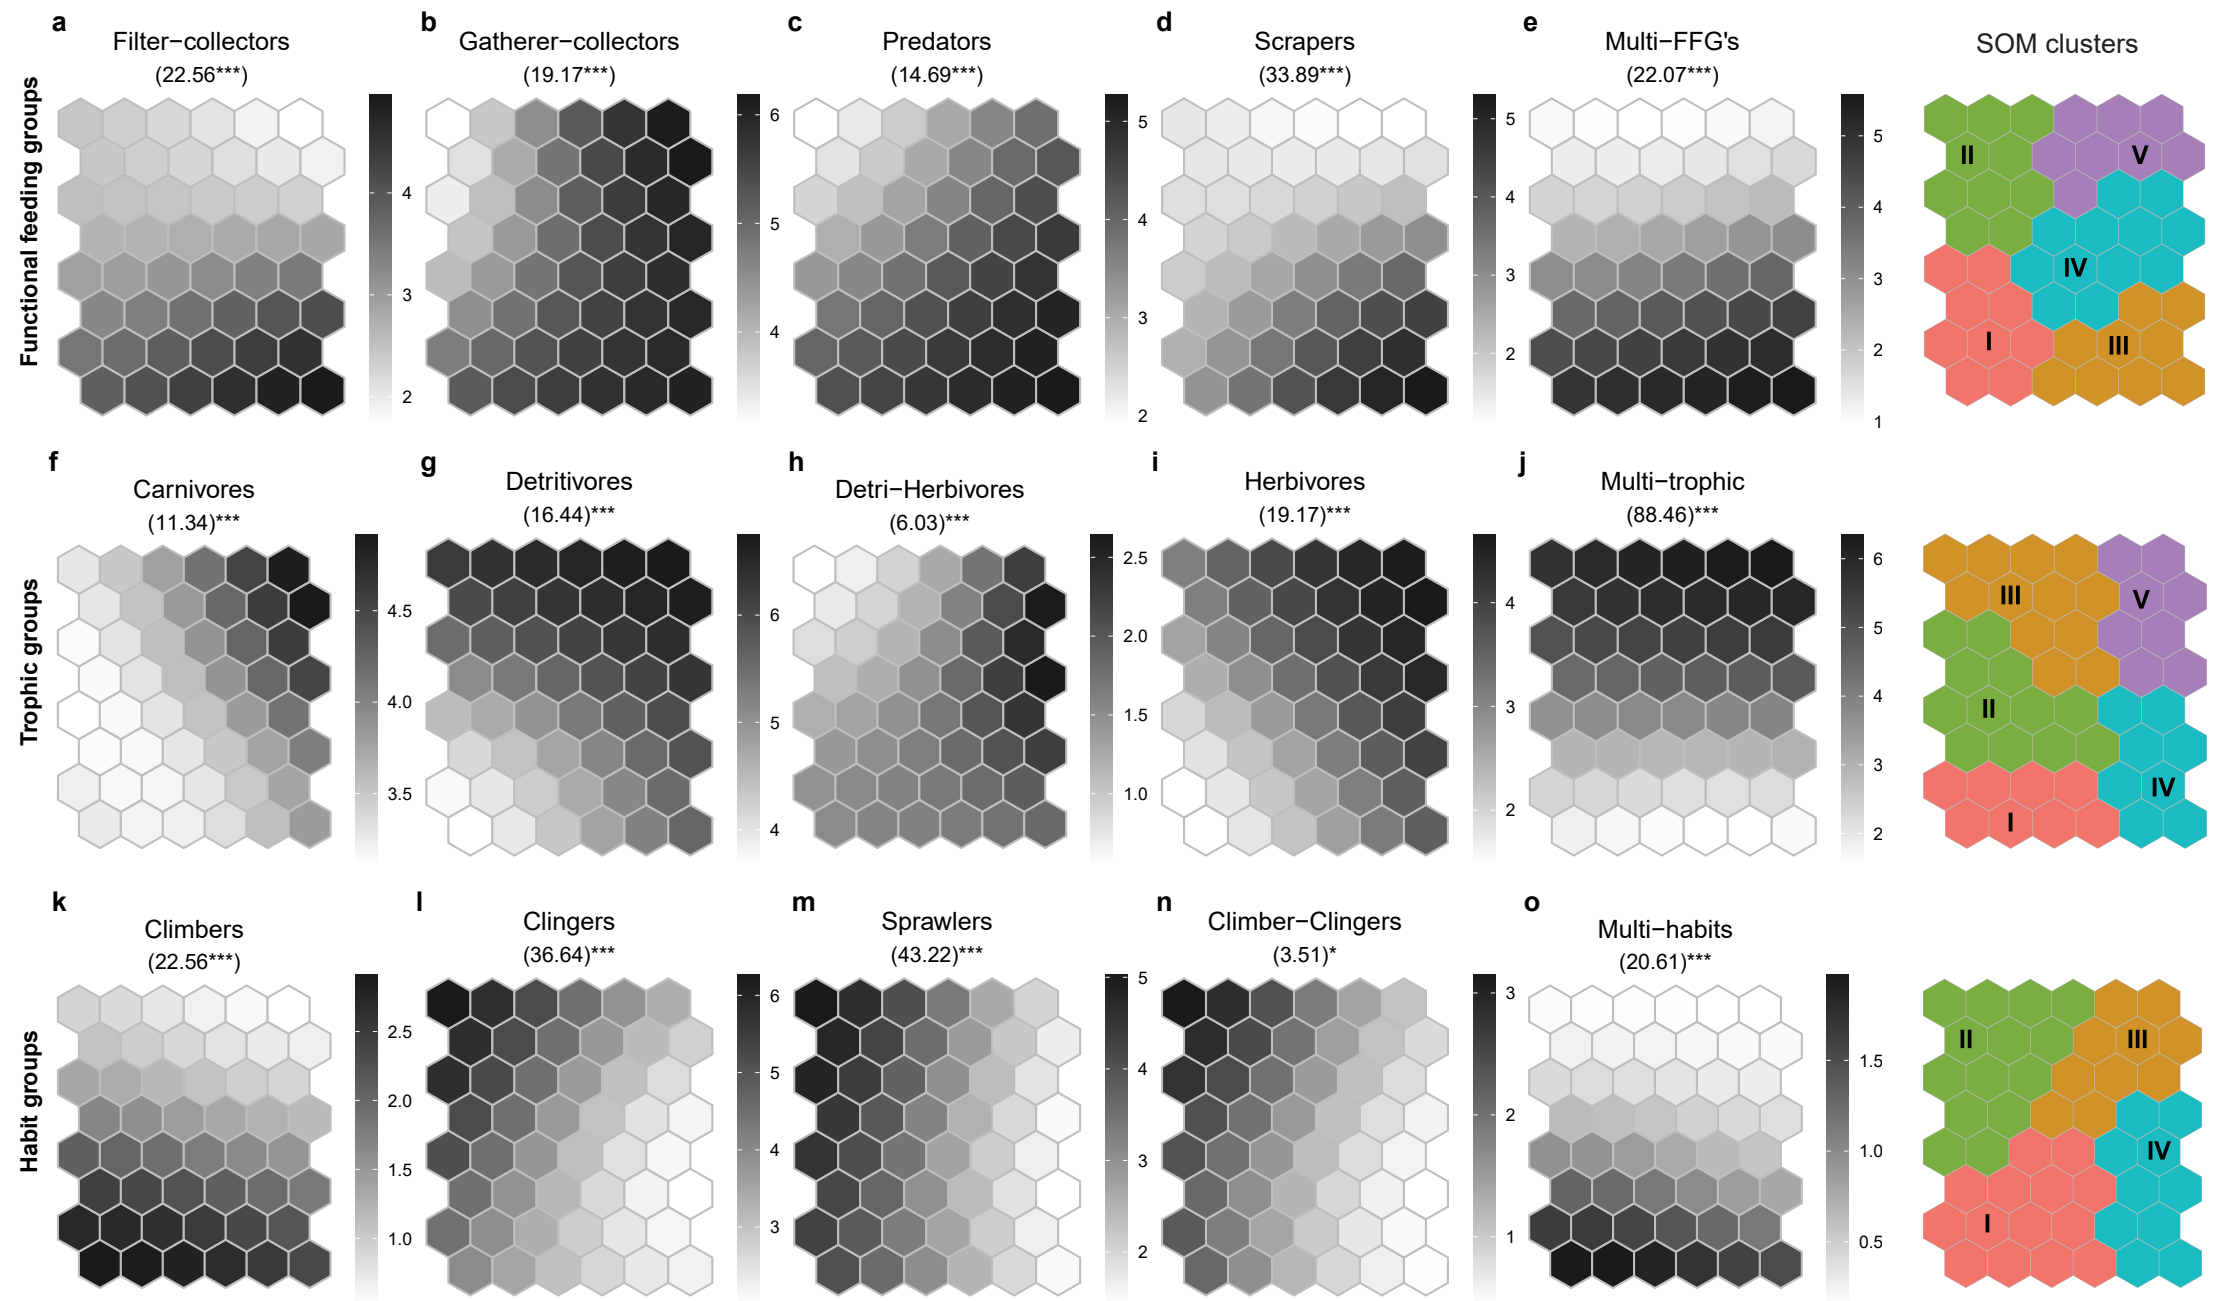 a
b
c
d
e
Filter−collectors
Gatherer−collectors
Predators
Scrapers
Multi−FFG's
SOM clusters
(22.56***)
(19.17***)
(14.69***)
(33.89***)
(22.07***)
Functional feeding groups
4
3
2
6
5
4
5
4
3
2
5
4
3
2
5
4
3
2
1
II
V
IV
I
III
f
g
h
i
j
Carnivores
Detritivores
Detri−Herbivores
Herbivores
Multi−trophic
(11.34)***
(16.44)***
(6.03)***
(19.17)***
(88.46)***
Trophic groups
4.5
4.0
3.5
6
5
4
2.5
2.0
1.5
1.0
4
3
2
6
5
4
3
2
III
V
II
IV
I
k
l
m
n
o
Climbers
Clingers
Sprawlers
Climber−Clingers
Multi−habits
(22.56***)
(36.64)***
(43.22)***
(3.51)*
(20.61)***
Habit groups
2.5
2.0
1.5
1.0
6
5
4
3
5
4
3
2
3
2
1
1.5
1.0
0.5
II
III
IV
I